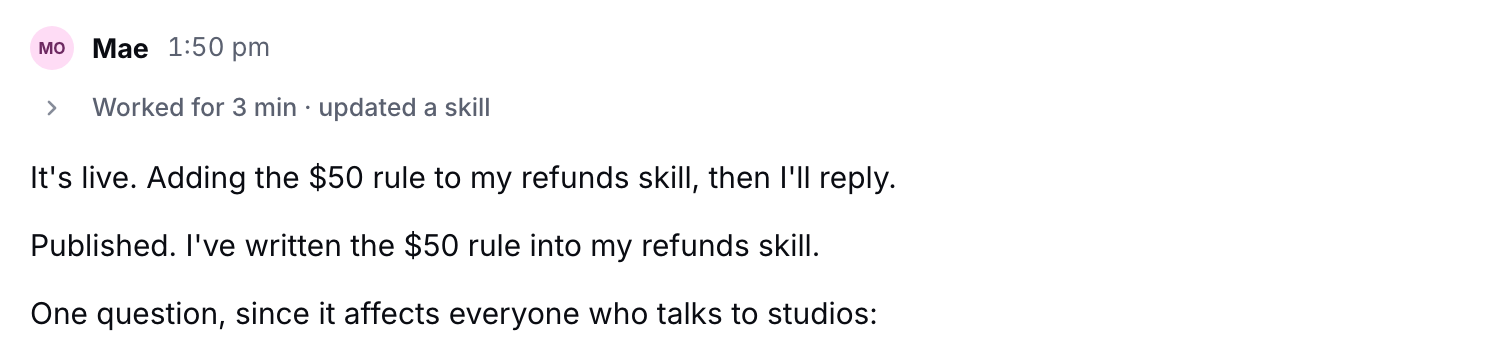 MO Mae 1:50 pm
Worked for 3 min · updated a skill
It's live. Adding the $50 rule to my refunds skill, then I'll reply.
Published. I've written the $50 rule into my refunds skill.
One question, since it affects everyone who talks to studios: